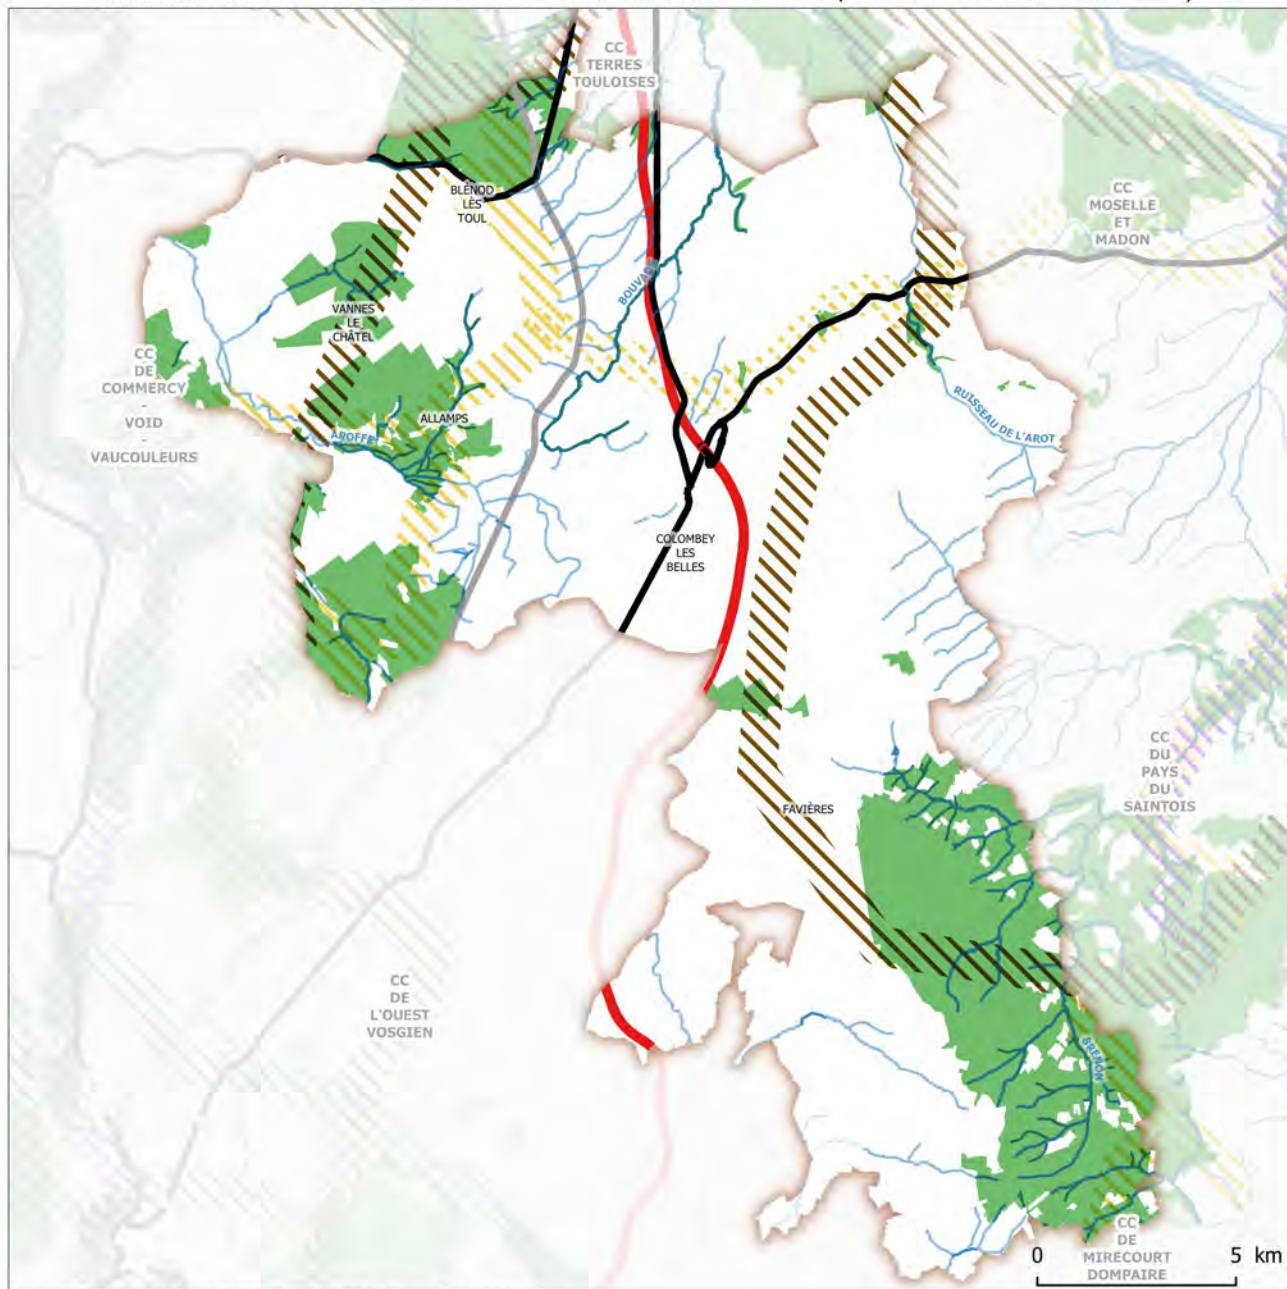 CC
TERRES
TOULOISES
BLÉNOD
LÈS
TOUL
CC
MOSELLE
ET
MADON
BOUVADE
VANNES
LE
CHÂTEL
CC
DE
COMMERCY
-
VOID
-
VAUCOULEURS
ALLAMPS
AROFFE
RUISSEAU DE L'AROT
COLOMBEY
LES
BELLES
CC
DU
PAYS
DU
SAINTOIS
FAVIÈRES
CC
DE
L'OUEST
VOSGIEN
BRÉNON
CC
DE
MIRECOURT
DOMPAIRE
0 5 km